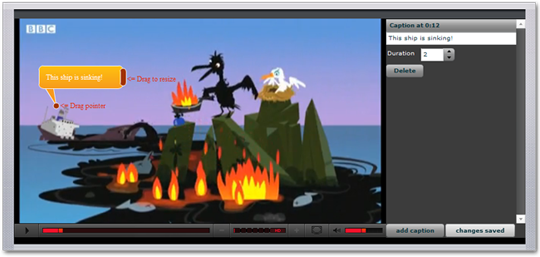 BBC
Caption at 0:12
This ship is sinking!
Duration 2
Delete
This ship is sinking!
<= Drag to resize
<= Drag pointer
add caption
changes saved